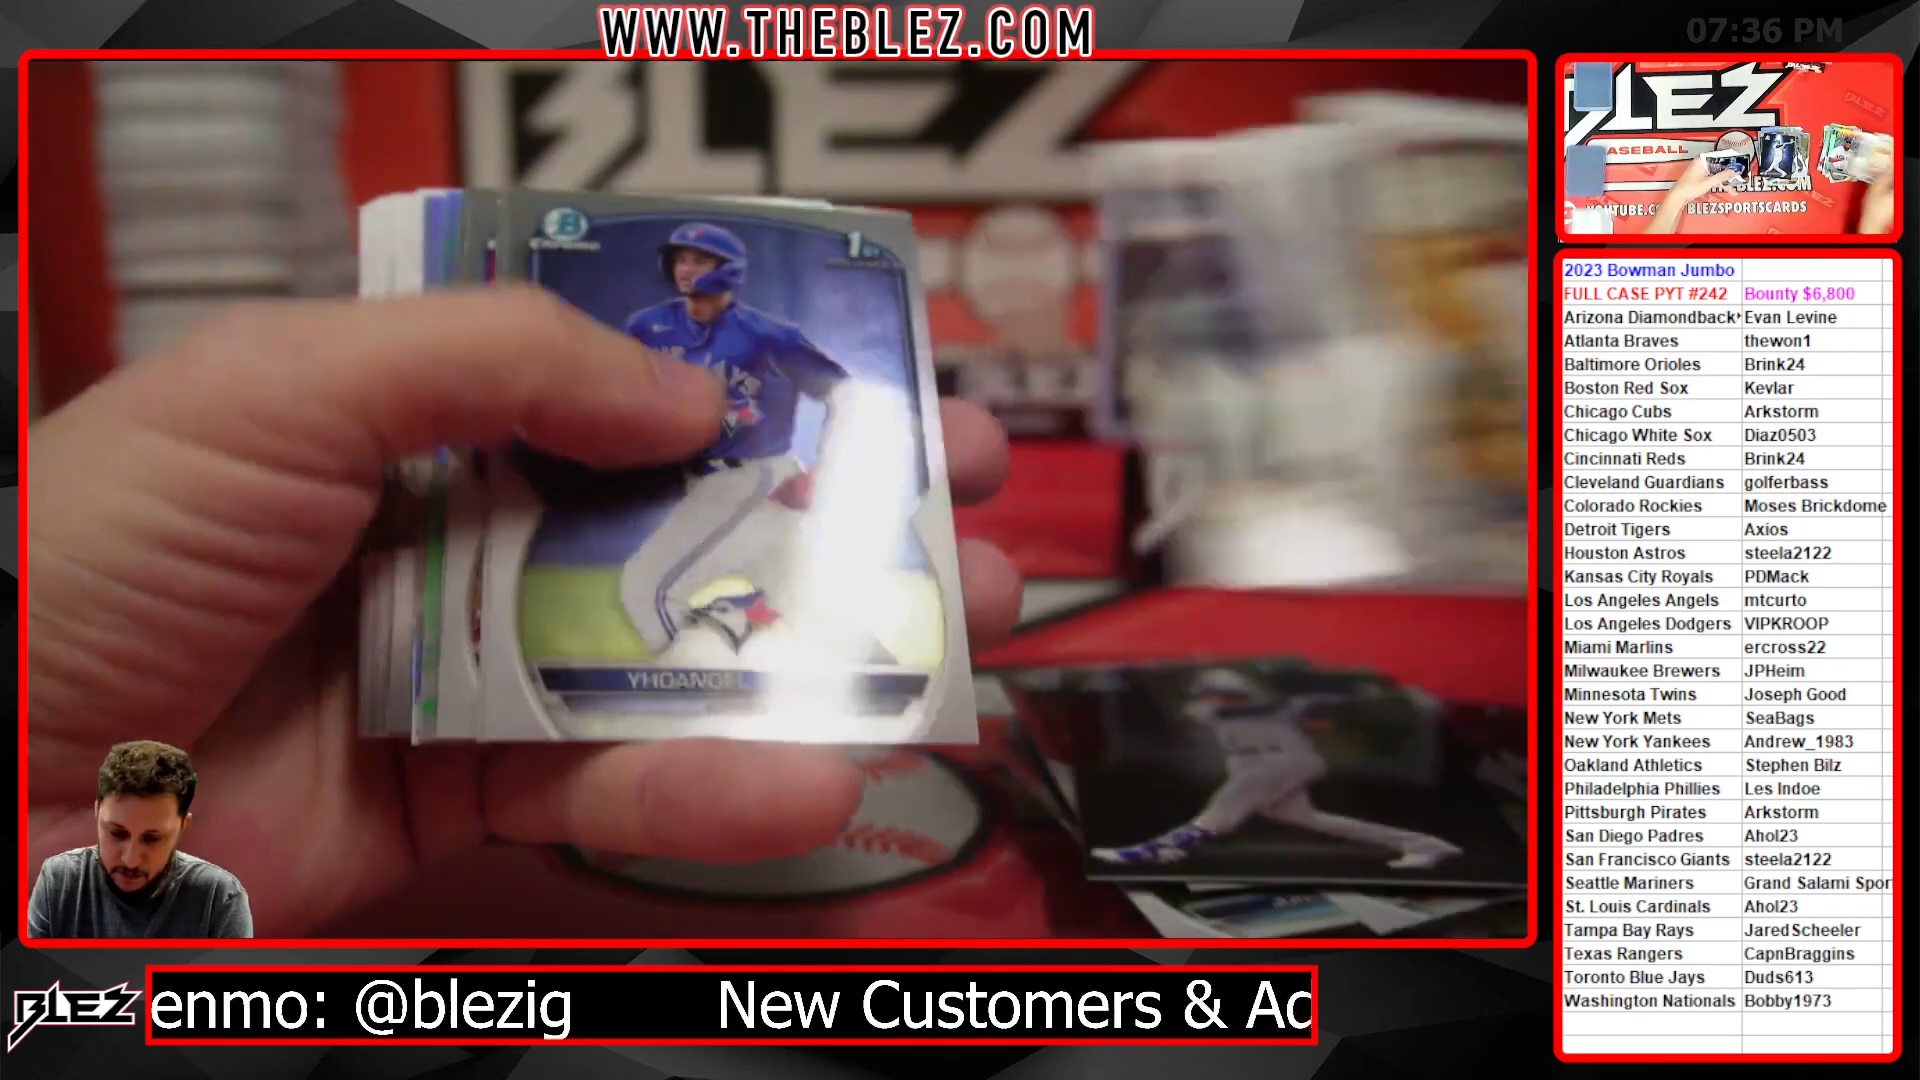 WWW.THEBLEZ.COM
07:36 PM
BLEZ
1ST
YHOANGEL
LEZ
ASEBALL
BLEZSPORTSCARDS
2023 Bowman Jumbo
FULL CASE PYT #242 Bounty $6,800
Arizona Diamondback Evan Levine
Atlanta Braves thewon1
Baltimore Orioles Brink24
Boston Red Sox Kevlar
Chicago Cubs Arkstorm
Chicago White Sox Diaz0503
Cincinnati Reds Brink24
Cleveland Guardians golferbass
Colorado Rockies Moses Brickdome
Detroit Tigers Axios
Houston Astros steela2122
Kansas City Royals PDMack
Los Angeles Angels mtcurto
Los Angeles Dodgers VIPKROOP
Miami Marlins ercross22
Milwaukee Brewers JPHeim
Minnesota Twins Joseph Good
New York Mets SeaBags
New York Yankees Andrew_1983
Oakland Athletics Stephen Bilz
Philadelphia Phillies Les Indoe
Pittsburgh Pirates Arkstorm
San Diego Padres Ahol23
San Francisco Giants steela2122
Seattle Mariners Grand Salami Spor
St. Louis Cardinals Ahol23
Tampa Bay Rays JaredScheeler
Texas Rangers CapnBraggins
Toronto Blue Jays Duds613
Washington Nationals Bobby1973
BLEZ
enmo: @blezig New Customers & Ac